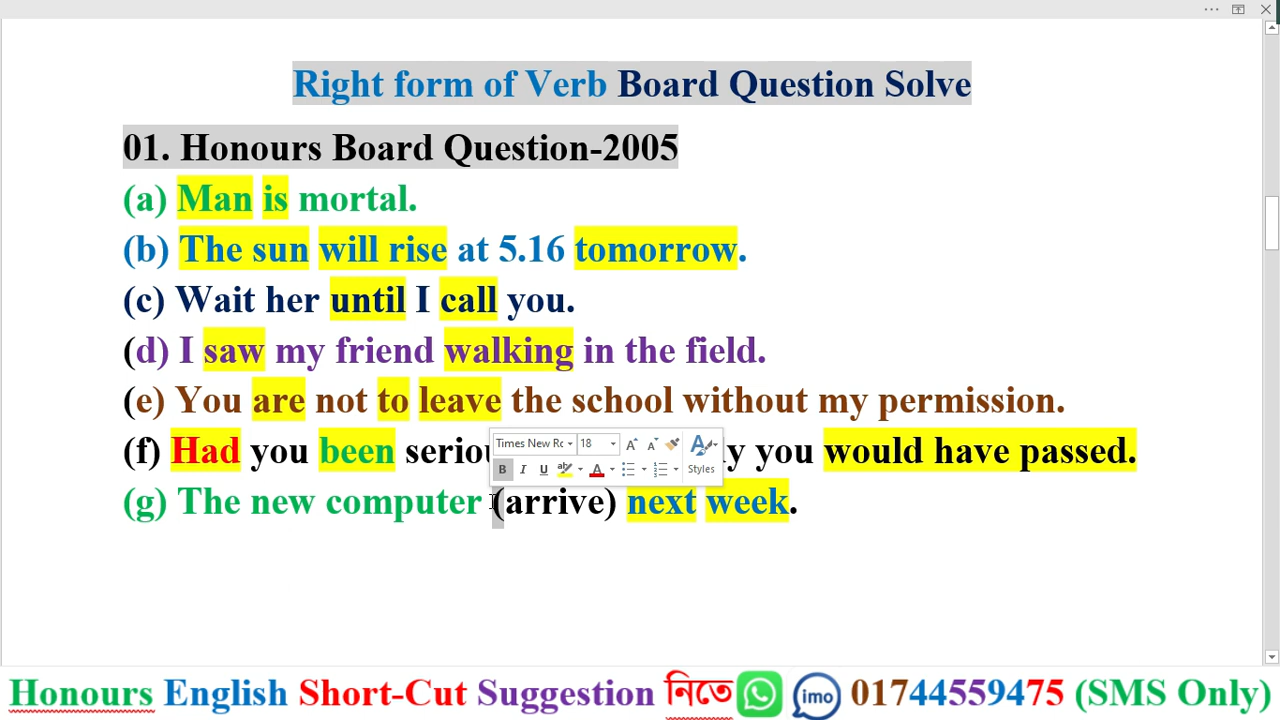 Right form of Verb Board Question Solve
01. Honours Board Question-2005
(a) Man is mortal.
(b) The sun will rise at 5.16 tomorrow.
(c) Wait her until I call you.
(d) I saw my friend walking in the field.
(e) You are not to leave the school without my permission.
(f) Had you been you would have passed.
Times New Ro 18
B I U ab A Styles
(g) The new computer (arrive) next week.
Honours English Short-Cut Suggestion নিতে imo 01744559475 (SMS Only)